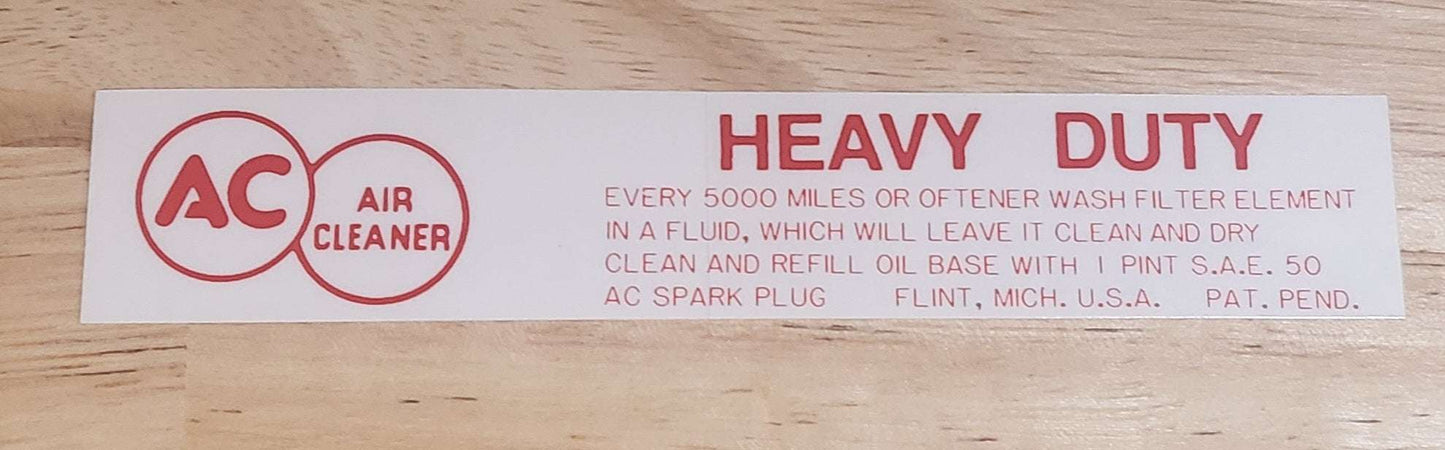 AC
AIR
CLEANER
HEAVY DUTY
EVERY 5000 MILES OR OFTENER WASH FILTER ELEMENT
IN A FLUID, WHICH WILL LEAVE IT CLEAN AND DRY
CLEAN AND REFILL OIL BASE WITH 1 PINT S.A.E. 50
AC SPARK PLUG FLINT, MICH. U.S.A. PAT. PEND.